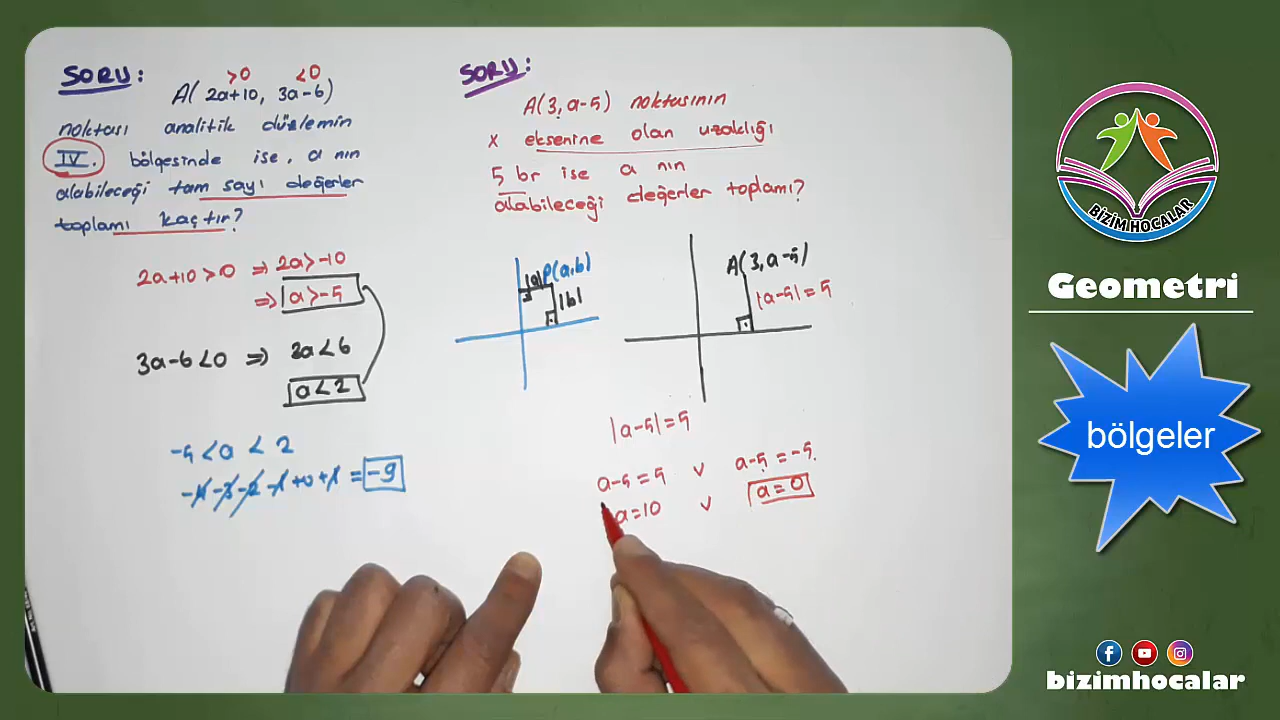 SORU:
>0 <0
A( 2a+10, 3a-6)
noktası analitik düzlemin
IV. bölgesinde ise, a nın
alabileceği tam sayı değerler
toplamı kaçtır?
2a+10>0 ⇒ 2a>-10
⇒ a>-5
3a-6<0 ⇒
a<2
-5<a<2
-4-3-2-1+0+1=-9
SORU:
A(3,a-5) noktasının
x eksenine olan uzaklığı
5 br ise a nın
alabileceği değerler toplamı?
|a| P(a,b)
|b|
A(3,a-5)
|a-5|=5
|a-5|=5
a-5=5 v a-5=-5
a=10 v a=0
BİZİM HOCALAR
Geometri
bölgeler
bizimhocalar